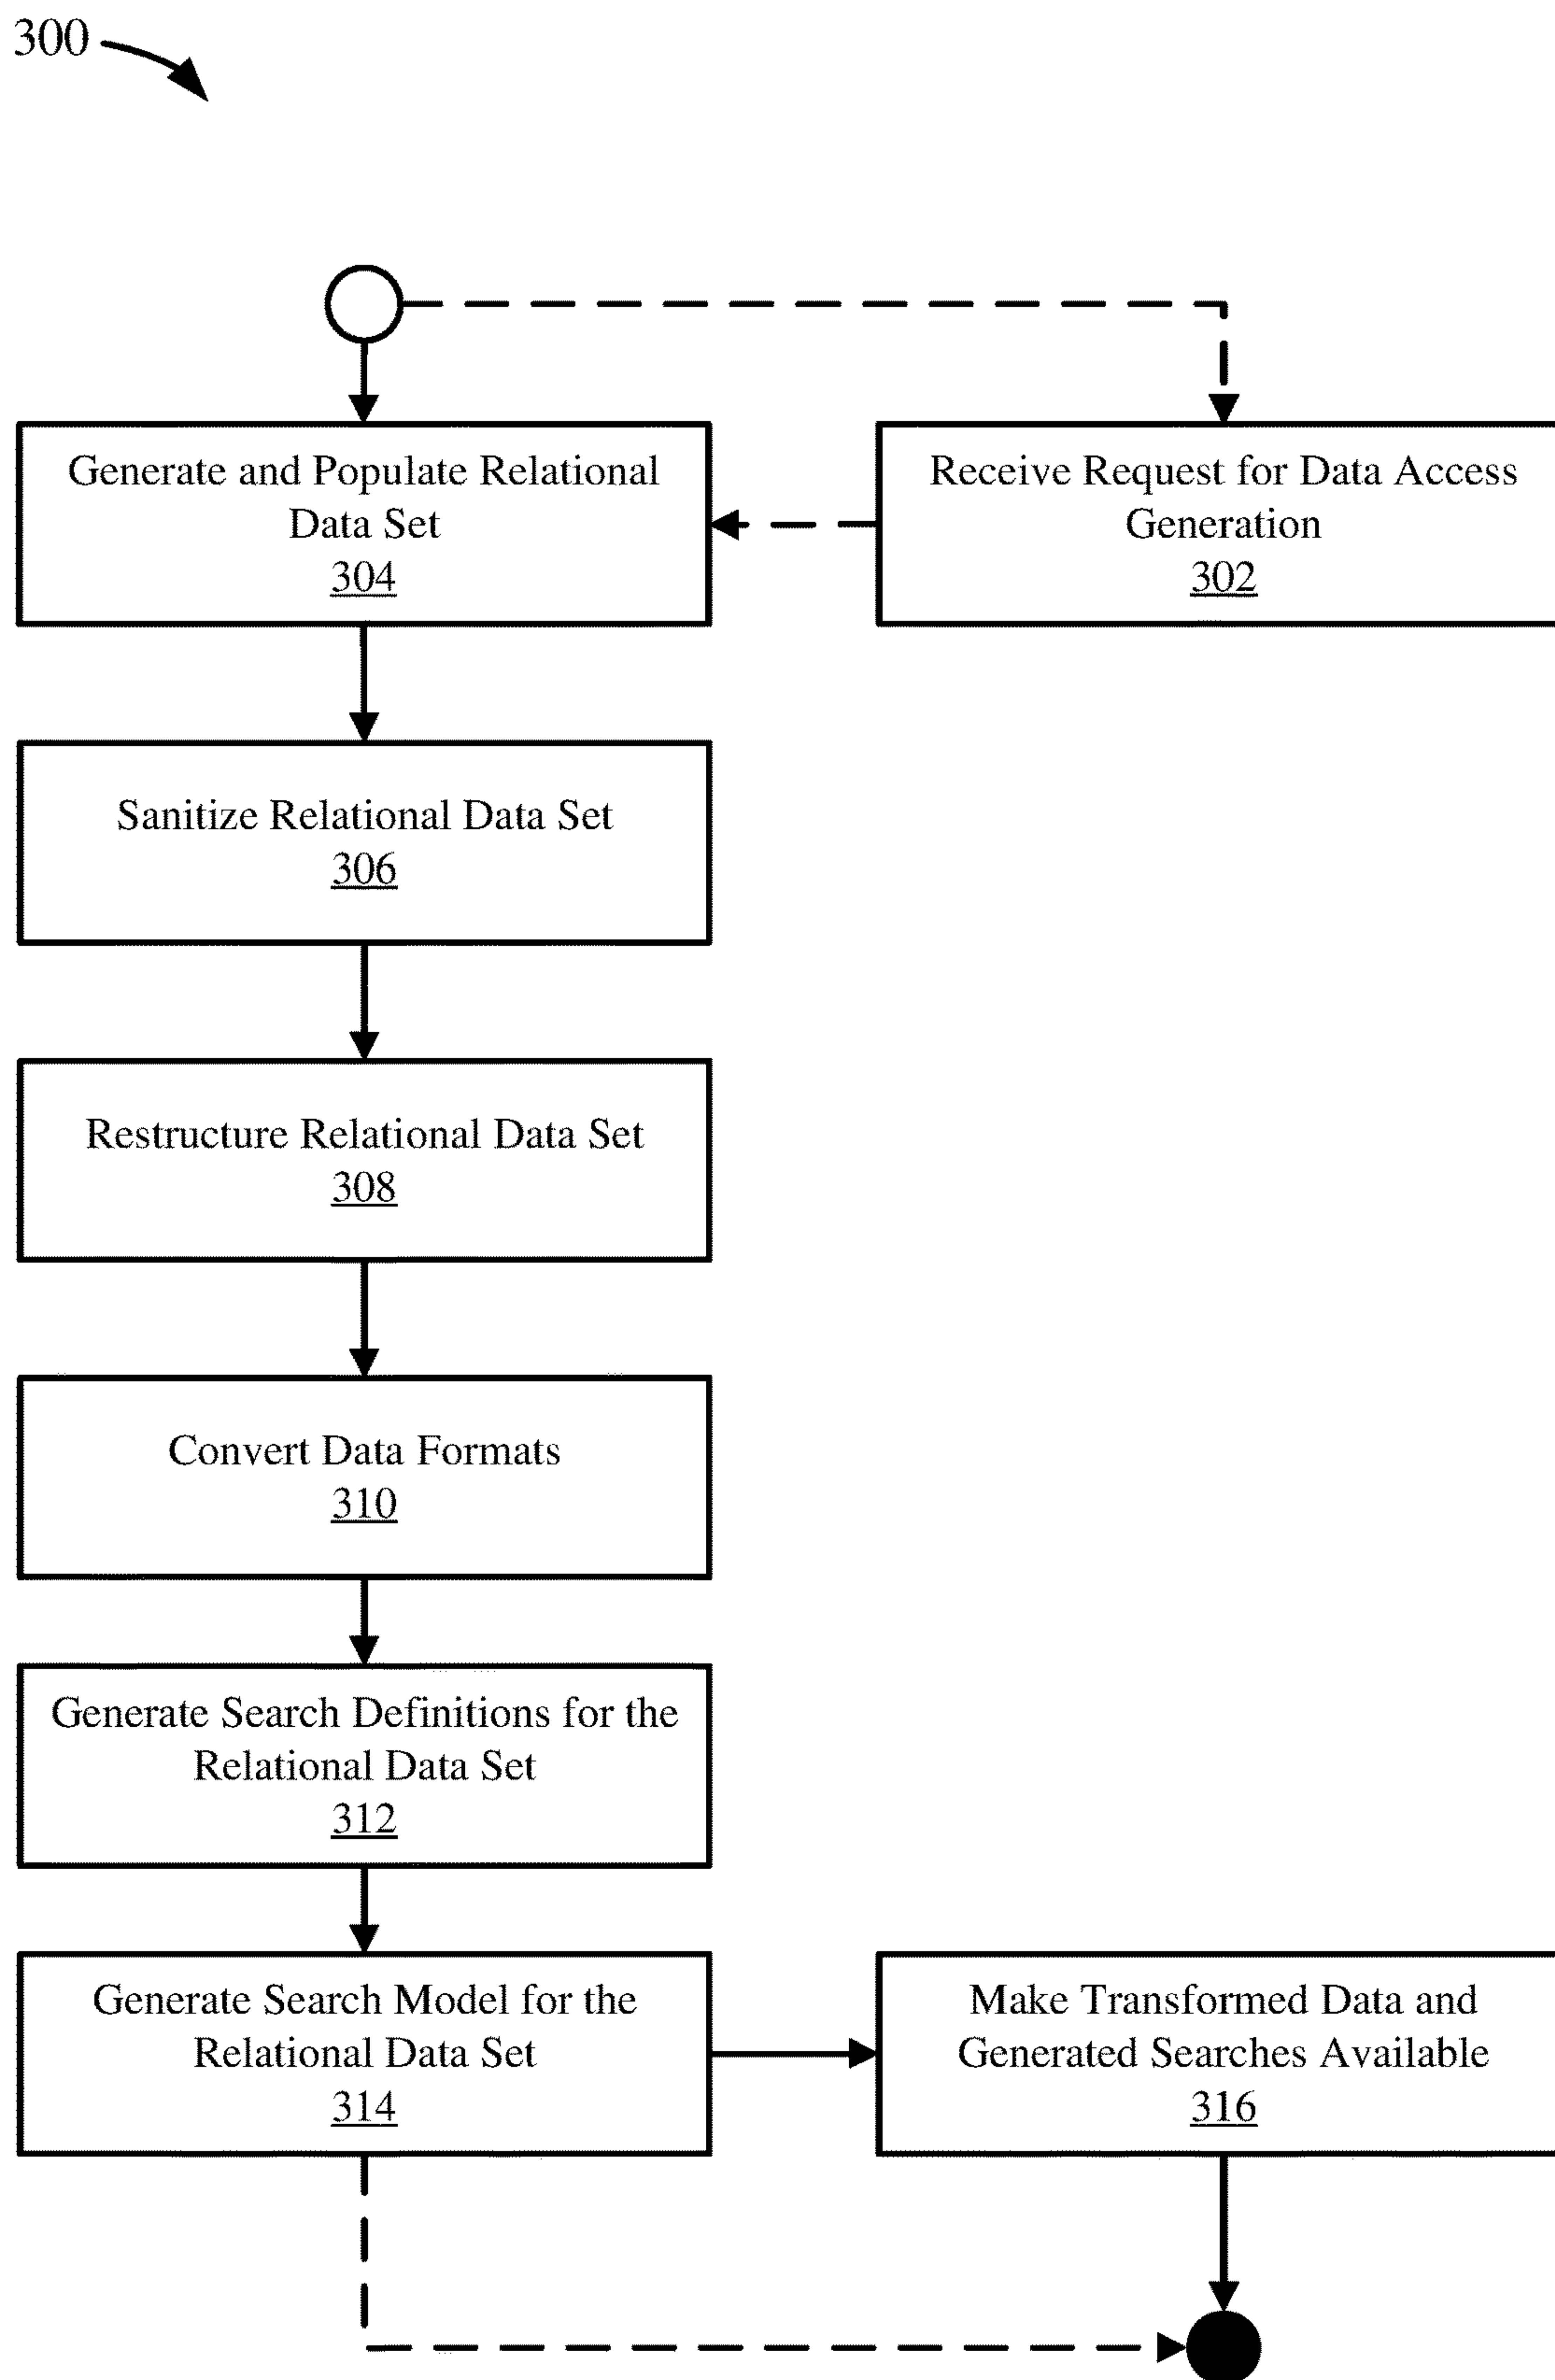 300
Generate and Populate Relational
Data Set
304
Receive Request for Data Access
Generation
302
Sanitize Relational Data Set
306
Restructure Relational Data Set
308
Convert Data Formats
310
Generate Search Definitions for the
Relational Data Set
312
Generate Search Model for the
Relational Data Set
314
Make Transformed Data and
Generated Searches Available
316